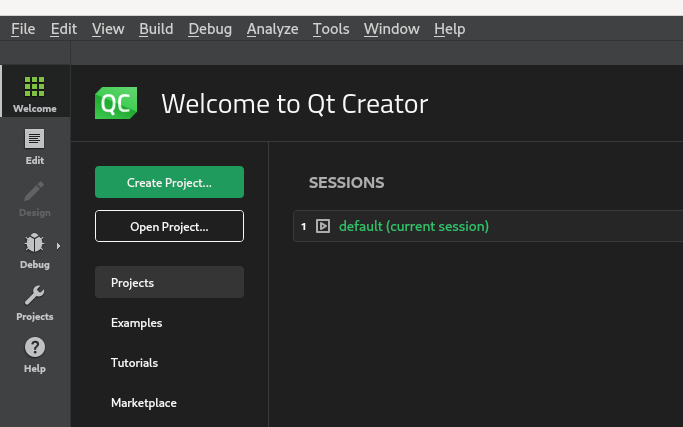 File Edit View Build Debug Analyze Tools Window Help
QC Welcome to Qt Creator
Welcome
Edit
Design
Debug
Projects
Help
Create Project...
Open Project...
Projects
Examples
Tutorials
Marketplace
SESSIONS
1 default (current session)